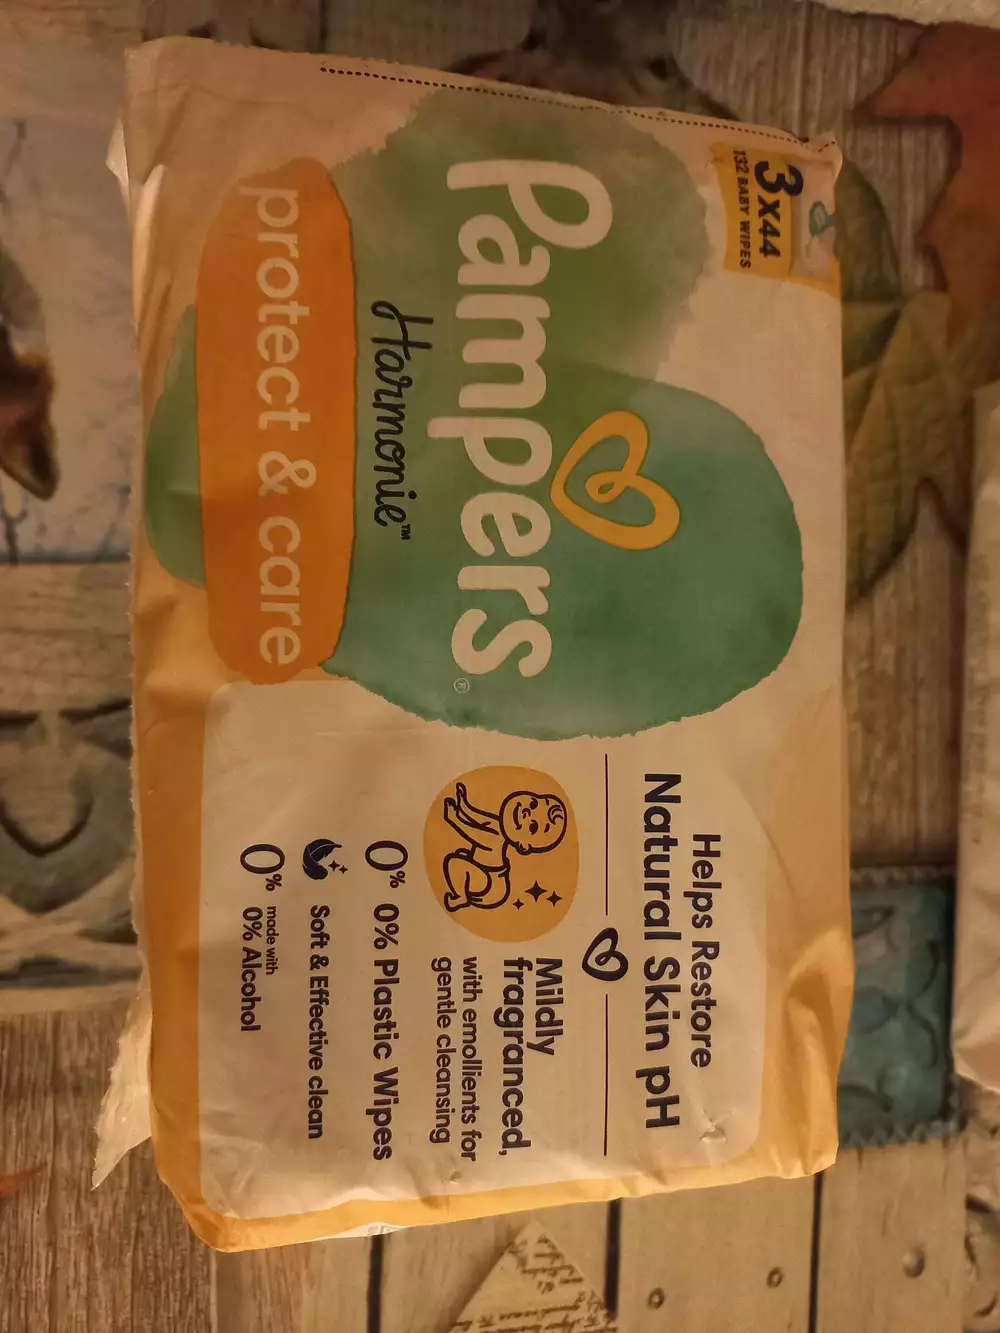 3x44
132 BABY WIPES
Pampers®
Harmonie™
protect & care
Helps Restore
Natural Skin pH
Mildly
fragranced,
with emollients for
gentle cleansing
0% 0% Plastic Wipes
Soft & Effective clean
0% made with
0% Alcohol